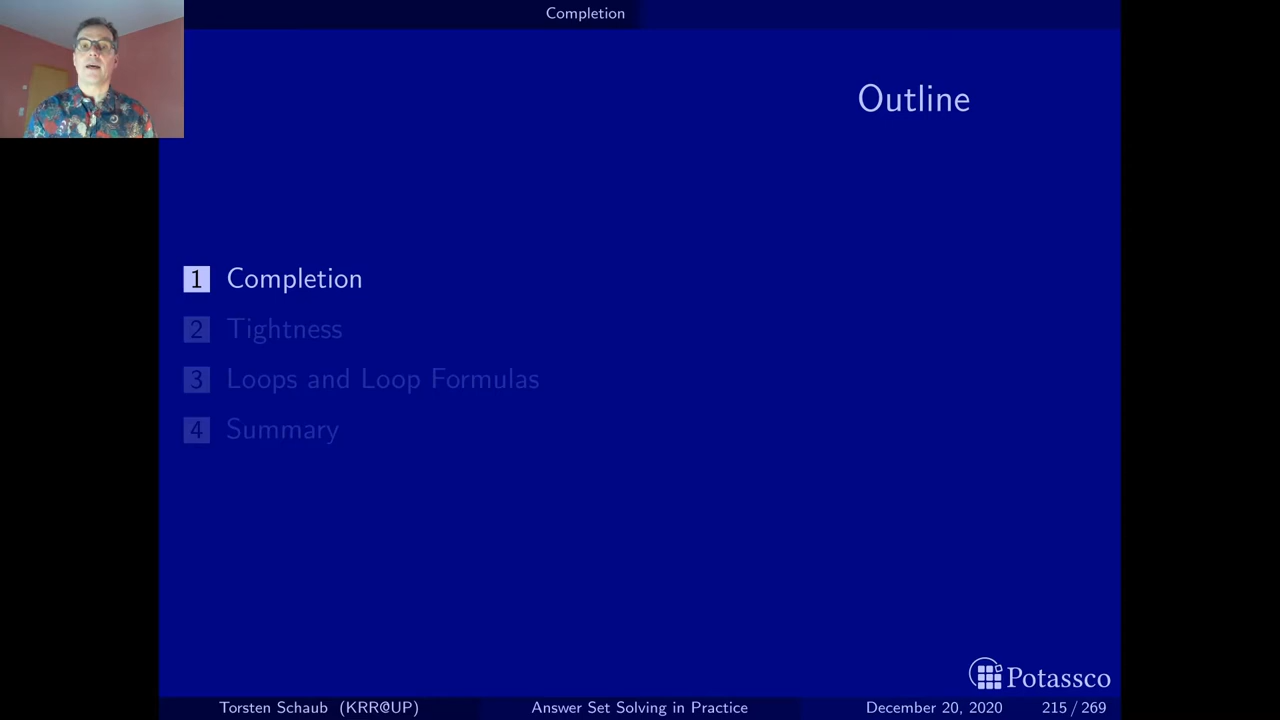 Completion
Outline
1 Completion
2 Tightness
3 Loops and Loop Formulas
4 Summary
Potassco
Torsten Schaub (KRR@UP) Answer Set Solving in Practice December 20, 2020 215 / 269